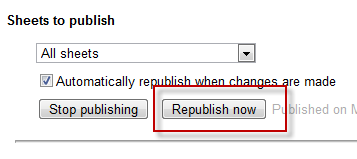 Sheets to publish
All sheets
Automatically republish when changes are made
Stop publishing Republish now Published on